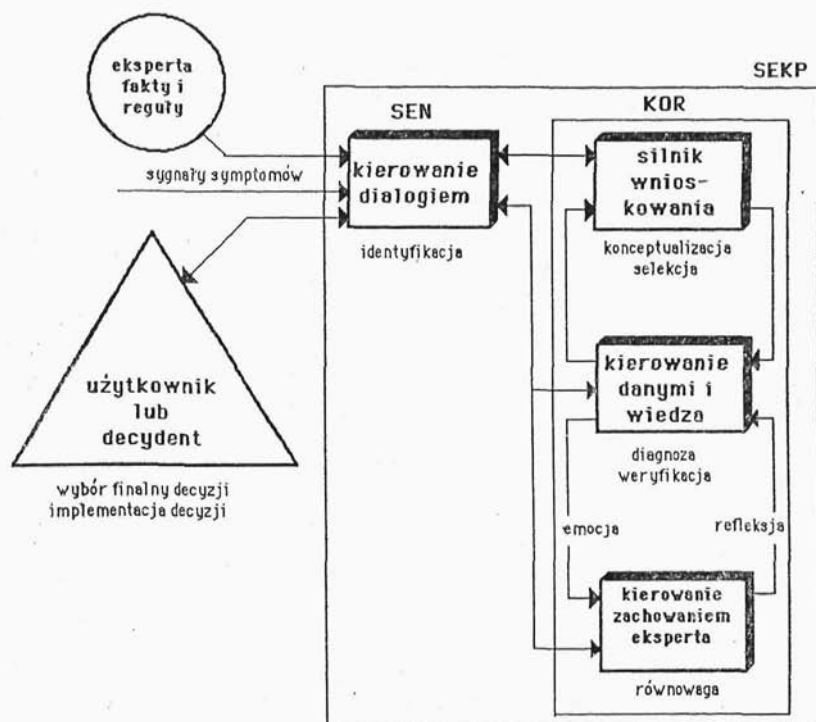 SEKP
eksperta
fakty i
reguły
SEN
KOR
sygnały symptomów
kierowanie
dialogiem
identyfikacja
silnik
wnios-
kowania
konceptualizacja
selekcja
użytkownik
lub
decydent
wybór finalny decyzji
implementacja decyzji
kierowanie
danymi i
wiedza
diagnoza
weryfikacja
emocja
refleksja
kierowanie
zachowaniem
eksperta
równowaga